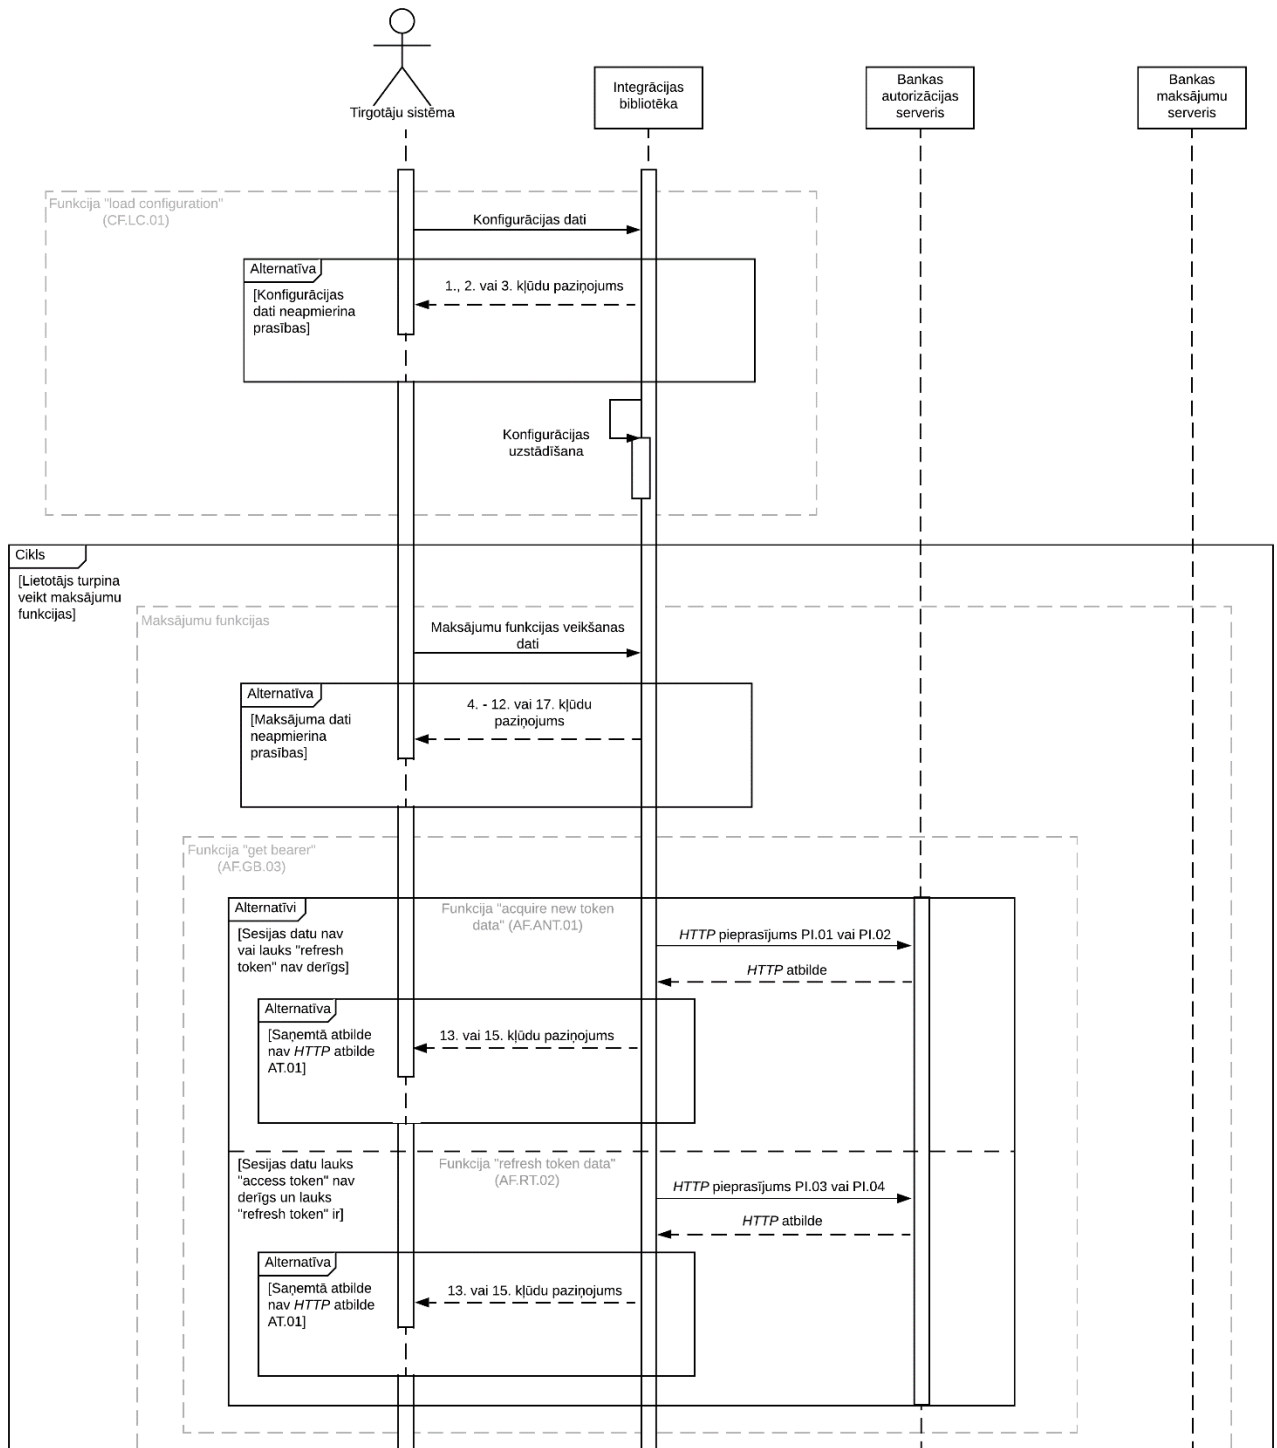 Tirgotāju sistēma
Integrācijas
bibliotēka
Bankas
autorizācijas
serveris
Bankas
maksājumu
serveris
Funkcija "load configuration"
(CF.LC.01)
Konfigurācijas dati
Alternatīva
[Konfigurācijas
dati neapmierina
prasības]
1., 2. vai 3. kļūdu paziņojums
Konfigurācijas
uzstādīšana
Cikls
[Lietotājs turpina
veikt maksājumu
funkcijas]
Maksājumu funkcijas
Maksājumu funkcijas veikšanas
dati
Alternatīva
[Maksājuma dati
neapmierina
prasības]
4. - 12. vai 17. kļūdu
paziņojums
Funkcija "get bearer"
(AF.GB.03)
Alternatīvi
[Sesijas datu nav
vai lauks "refresh
token" nav derīgs]
Funkcija "acquire new token
data" (AF.ANT.01)
HTTP pieprasījums PI.01 vai PI.02
HTTP atbilde
Alternatīva
[Saņemtā atbilde
nav HTTP atbilde
AT.01]
13. vai 15. kļūdu paziņojums
[Sesijas datu lauks
"access token" nav
derīgs un lauks
"refresh token" ir]
Funkcija "refresh token data"
(AF.RT.02)
HTTP pieprasījums PI.03 vai PI.04
HTTP atbilde
Alternatīva
[Saņemtā atbilde
nav HTTP atbilde
AT.01]
13. vai 15. kļūdu paziņojums